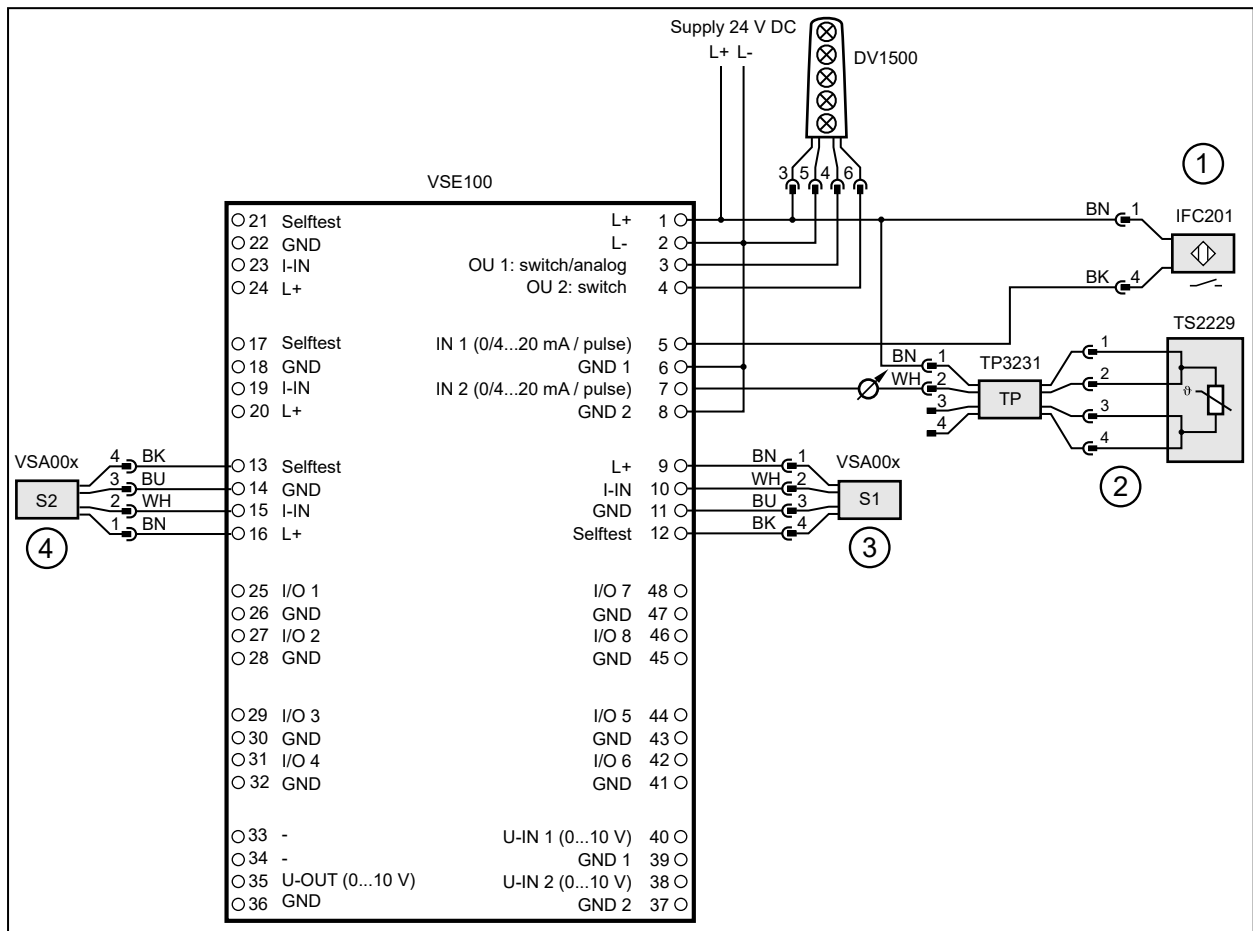 Supply 24 V DC
L+ L-
DV1500
3 5 4 6
1
VSE100
BN 1
IFC201
BK 4
TS2229
21 Selftest
22 GND
23 I-IN
24 L+
L+ 1
L- 2
OU 1: switch/analog 3
OU 2: switch 4
17 Selftest
18 GND
19 I-IN
20 L+
IN 1 (0/4...20 mA / pulse) 5
GND 1 6
IN 2 (0/4...20 mA / pulse) 7
GND 2 8
BN 1
WH 2
3
4
TP3231
TP
1
2
3
4
ϑ
2
VSA00x
S2
4
4 BK
3 BU
2 WH
1 BN
13 Selftest
14 GND
15 I-IN
16 L+
L+ 9
I-IN 10
GND 11
Selftest 12
BN 1
WH 2
BU 3
BK 4
VSA00x
S1
3
25 I/O 1
26 GND
27 I/O 2
28 GND
I/O 7 48
GND 47
I/O 8 46
GND 45
29 I/O 3
30 GND
31 I/O 4
32 GND
I/O 5 44
GND 43
I/O 6 42
GND 41
33 -
34 -
35 U-OUT (0...10 V)
36 GND
U-IN 1 (0...10 V) 40
GND 1 39
U-IN 2 (0...10 V) 38
GND 2 37